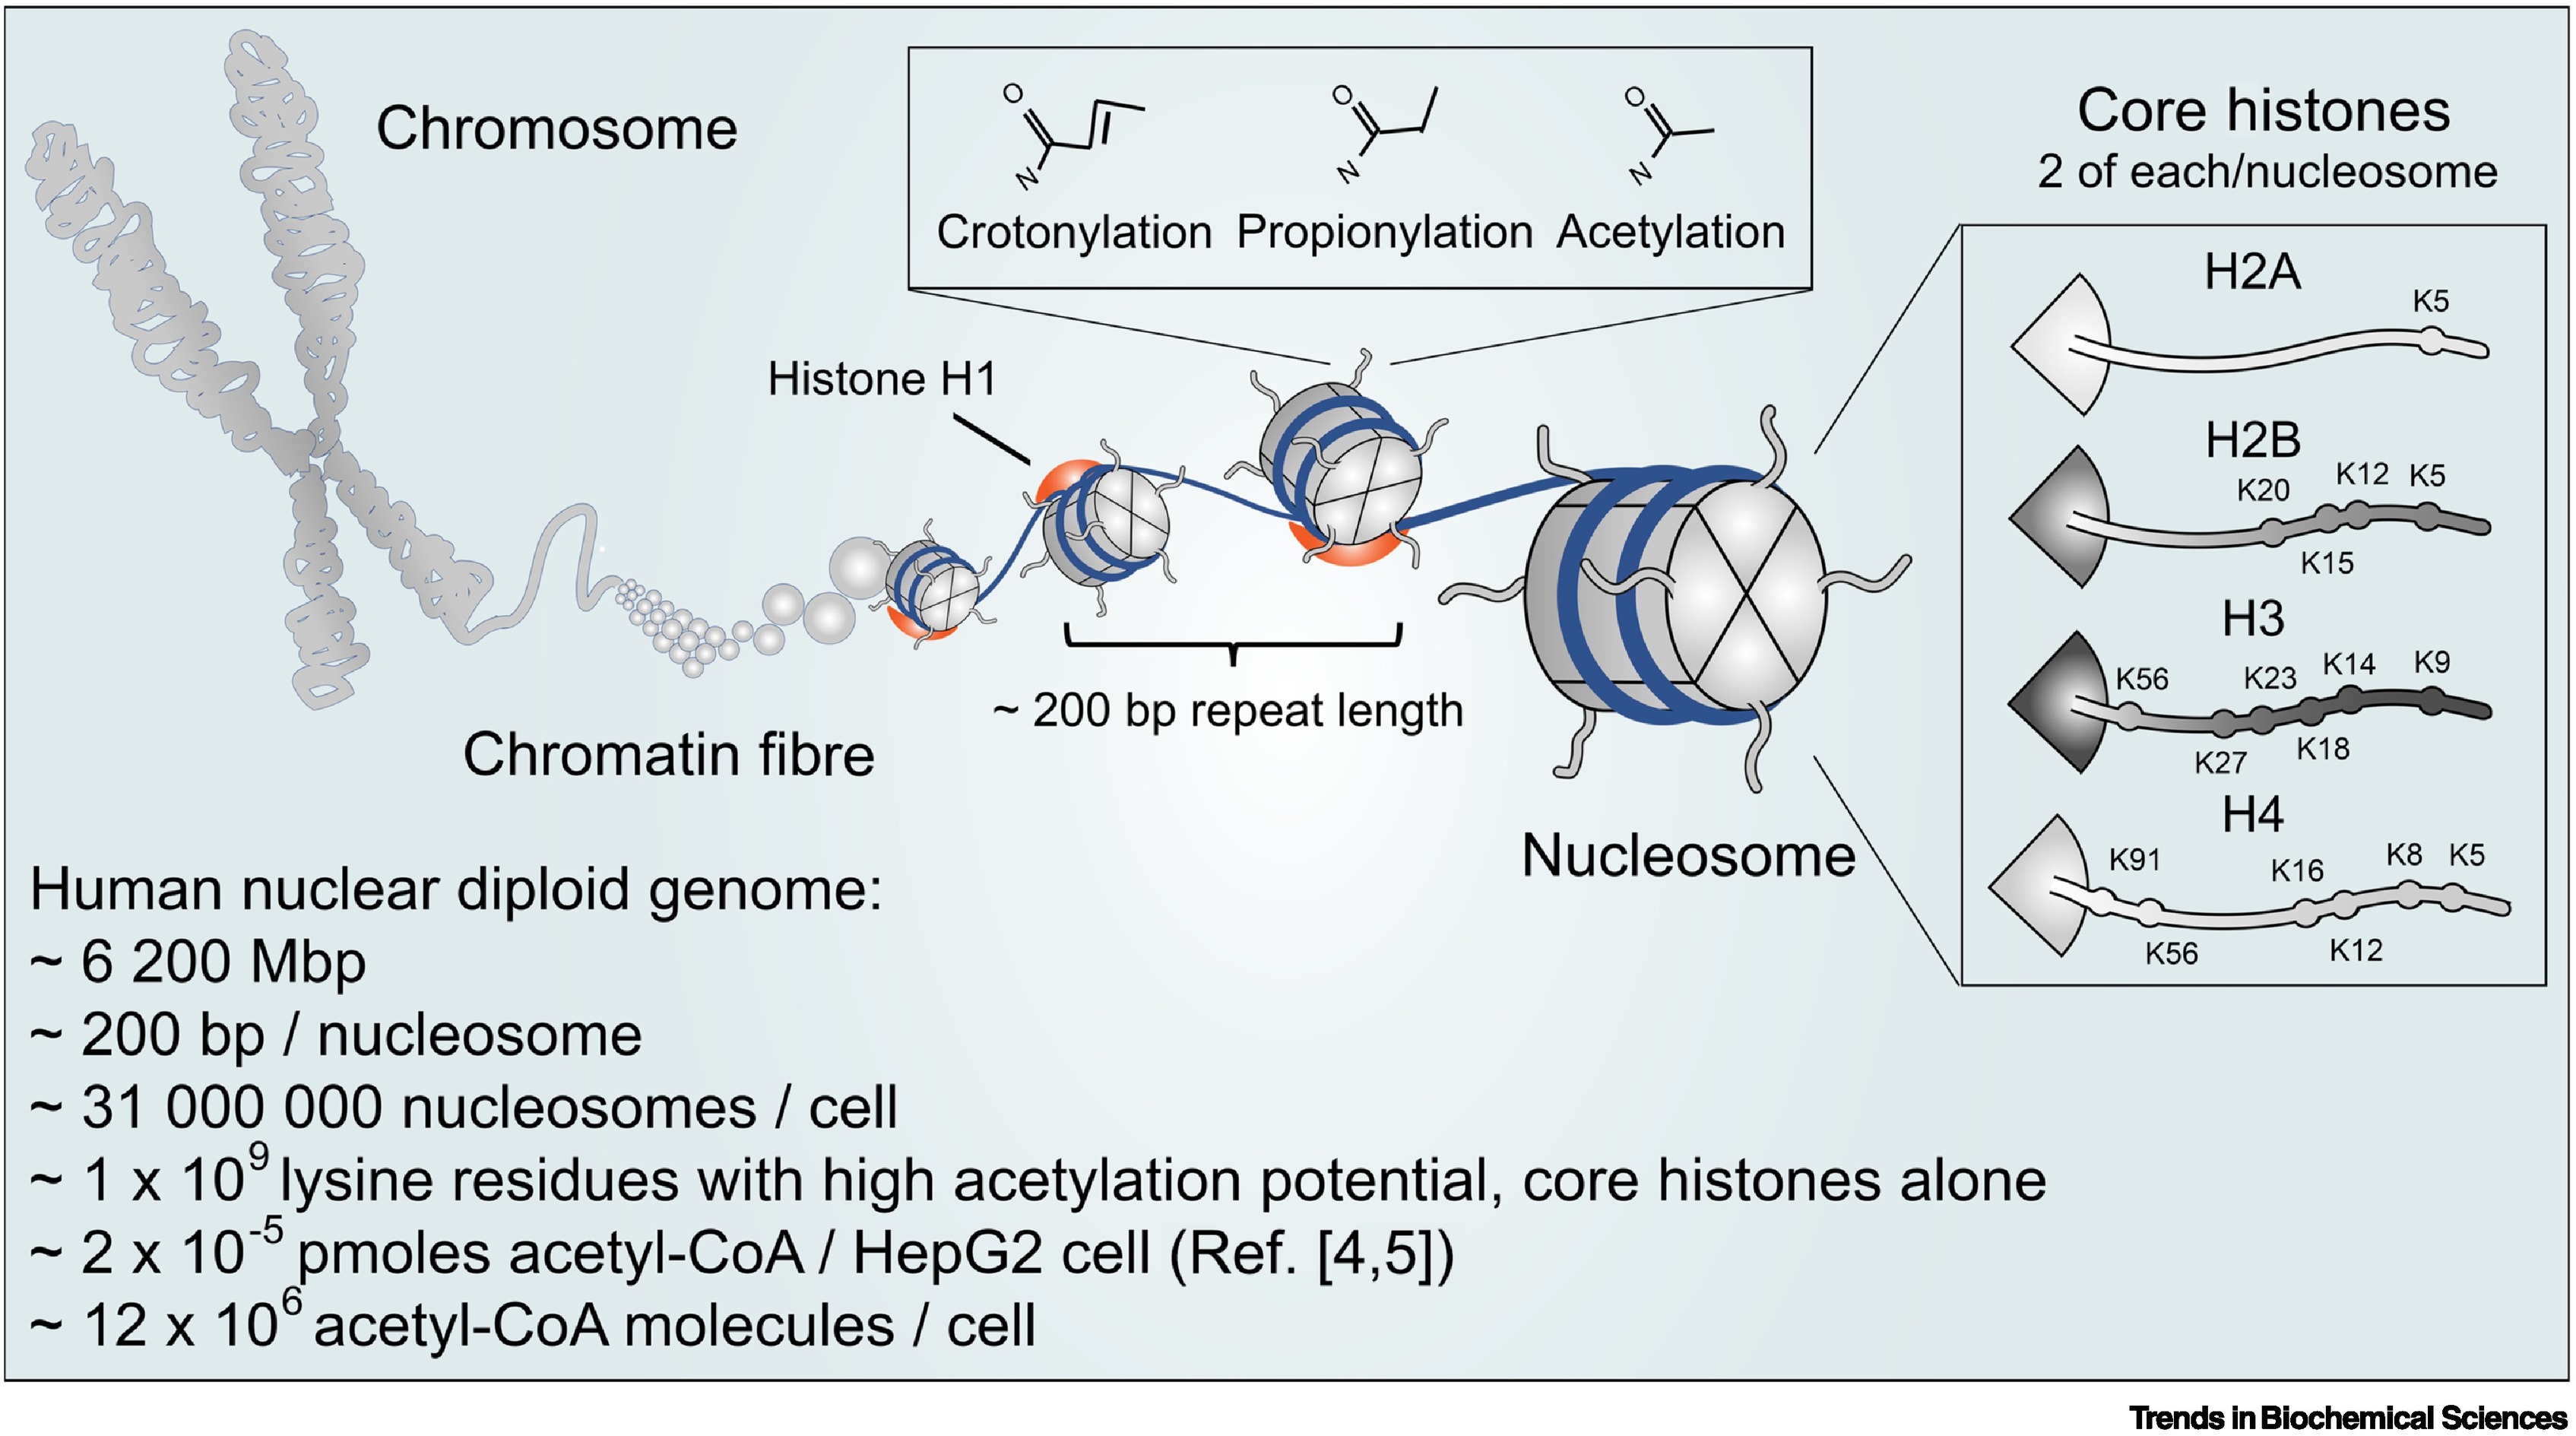 Chromosome
O
N
Crotonylation
O
N
Propionylation
O
N
Acetylation
Core histones
2 of each/nucleosome
H2A
K5
H2B
K20
K12
K5
K15
H3
K56
K23
K14
K9
K27
K18
H4
K91
K16
K8
K5
K56
K12
Histone H1
~ 200 bp repeat length
Chromatin fibre
Nucleosome
Human nuclear diploid genome:
~ 6 200 Mbp
~ 200 bp / nucleosome
~ 31 000 000 nucleosomes / cell
~ 1 x 10⁹ lysine residues with high acetylation potential, core histones alone
~ 2 x 10⁻⁵ pmoles acetyl-CoA / HepG2 cell (Ref. [4,5])
~ 12 x 10⁶ acetyl-CoA molecules / cell
Trends in Biochemical Sciences